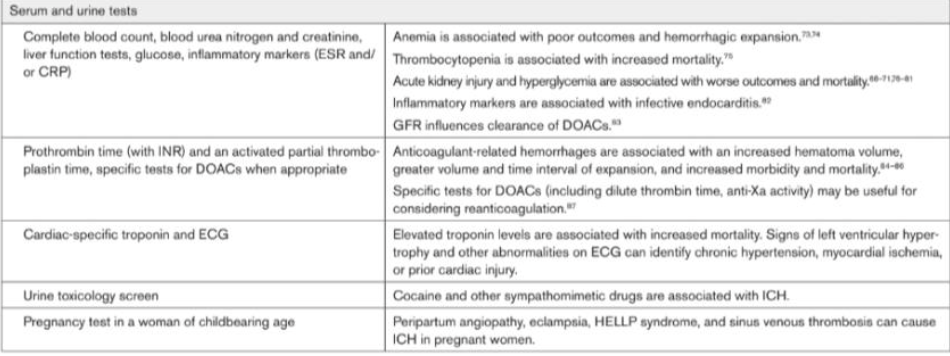 Serum and urine tests
Complete blood count, blood urea nitrogen and creatinine,
liver function tests, glucose, inflammatory markers (ESR and/
or CRP)
Anemia is associated with poor outcomes and hemorrhagic expansion.73,74
Thrombocytopenia is associated with increased mortality.75
Acute kidney injury and hyperglycemia are associated with worse outcomes and mortality.
Inflammatory markers are associated with infective endocarditis.82
GFR influences clearance of DOACs.83
Prothrombin time (with INR) and an activated partial thrombo-
plastin time, specific tests for DOACs when appropriate
Anticoagulant-related hemorrhages are associated with an increased hematoma volume,
greater volume and time interval of expansion, and increased morbidity and mortality.84–86
Specific tests for DOACs (including dilute thrombin time, anti-Xa activity) may be useful for
considering reanticoagulation.87
Cardiac-specific troponin and ECG
Elevated troponin levels are associated with increased mortality. Signs of left ventricular hyper-
trophy and other abnormalities on ECG can identify chronic hypertension, myocardial ischemia,
or prior cardiac injury.
Urine toxicology screen
Cocaine and other sympathomimetic drugs are associated with ICH.
Pregnancy test in a woman of childbearing age
Peripartum angiopathy, eclampsia, HELLP syndrome, and sinus venous thrombosis can cause
ICH in pregnant women.